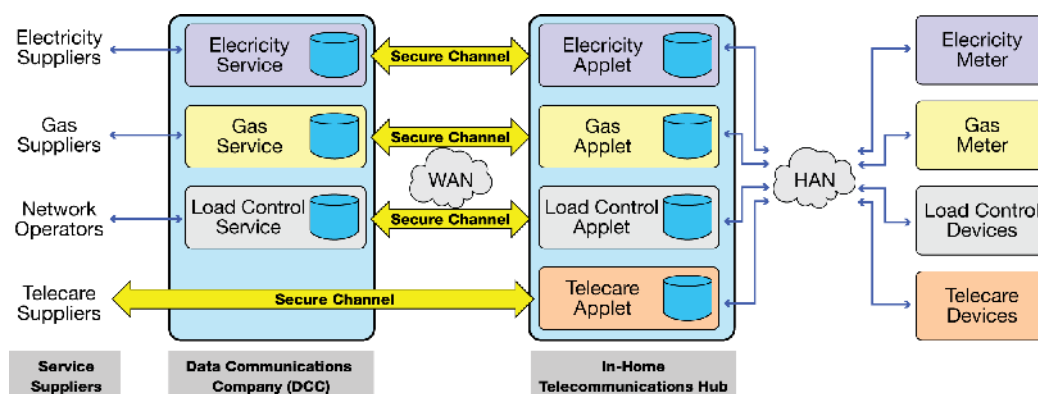 Electricity
Suppliers
Elecricity
Service
Secure Channel
Elecricity
Applet
Elecricity
Meter
Gas
Suppliers
Gas
Service
Secure Channel
Gas
Applet
Gas
Meter
WAN
HAN
Network
Operators
Load Control
Service
Secure Channel
Load Control
Applet
Load Control
Devices
Telecare
Suppliers
Secure Channel
Telecare
Applet
Telecare
Devices
Service
Suppliers
Data Communications
Company (DCC)
In-Home
Telecommunications Hub